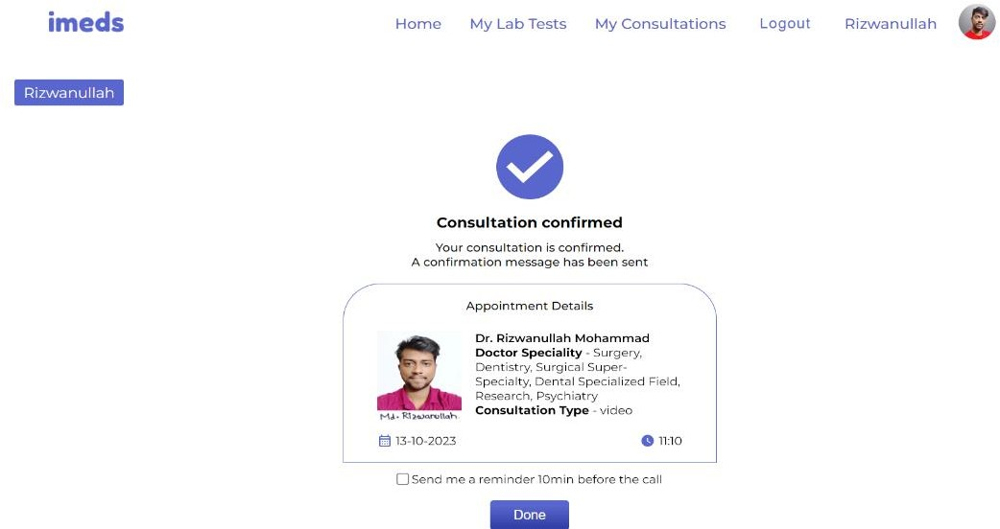 imeds
Home My Lab Tests My Consultations Logout Rizwanullah
Rizwanullah
Consultation confirmed
Your consultation is confirmed.
A confirmation message has been sent
Appointment Details
Dr. Rizwanullah Mohammad
Doctor Speciality - Surgery,
Dentistry, Surgical Super-
Specialty, Dental Specialized Field,
Research, Psychiatry
Consultation Type - video
Md. Rizwanullah
13-10-2023 11:10
Send me a reminder 10min before the call
Done